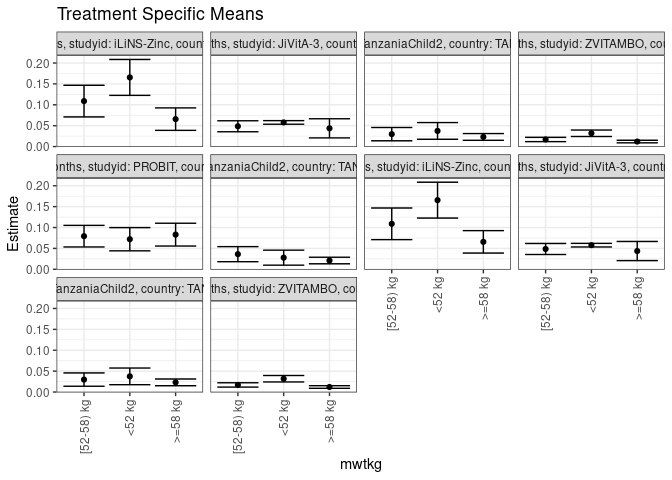 Treatment Specific Means
s, studyid: iLiNS-Zinc, coun
ths, studyid: JiVitA-3, count
anzaniaChild2, country: TAN
ths, studyid: ZVITAMBO, co
0.20
0.15
0.10
0.05
0.00
onths, studyid: PROBIT, cou
anzaniaChild2, country: TAN
s, studyid: iLiNS-Zinc, coun
ths, studyid: JiVitA-3, count
0.20
0.15
0.10
0.05
0.00
anzaniaChild2, country: TAN
ths, studyid: ZVITAMBO, co
0.20
0.15
0.10
0.05
0.00
Estimate
[52-58) kg
<52 kg
>=58 kg
[52-58) kg
<52 kg
>=58 kg
[52-58) kg
<52 kg
>=58 kg
[52-58) kg
<52 kg
>=58 kg
mwtkg